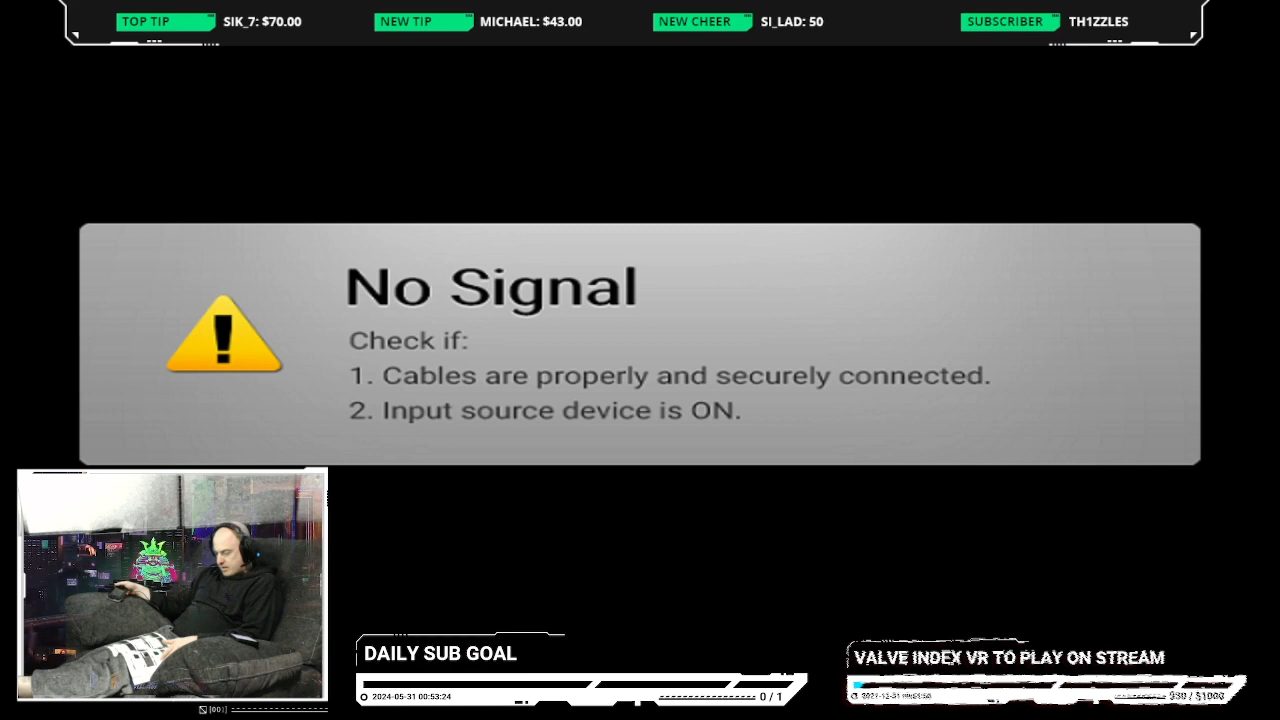 TOP TIP SIK_7: $70.00 NEW TIP MICHAEL: $43.00 NEW CHEER SI_LAD: 50 SUBSCRIBER TH1ZZLES
No Signal
Check if:
1. Cables are properly and securely connected.
2. Input source device is ON.
DAILY SUB GOAL
2024-05-31 00:53:24 0 / 1
VALVE INDEX VR TO PLAY ON STREAM
/ $1000
[00]